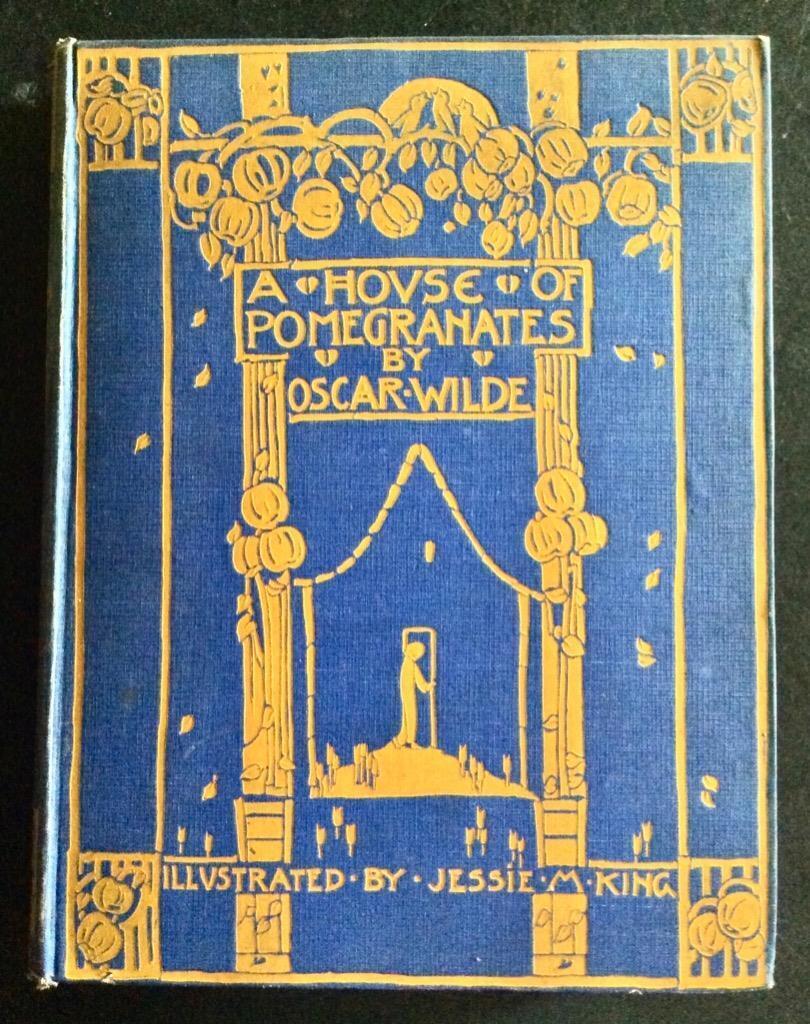 A HOVSE OF
POMEGRANATES
BY
OSCAR·WILDE
ILLVSTRATED·BY·JESSIE·M·KING